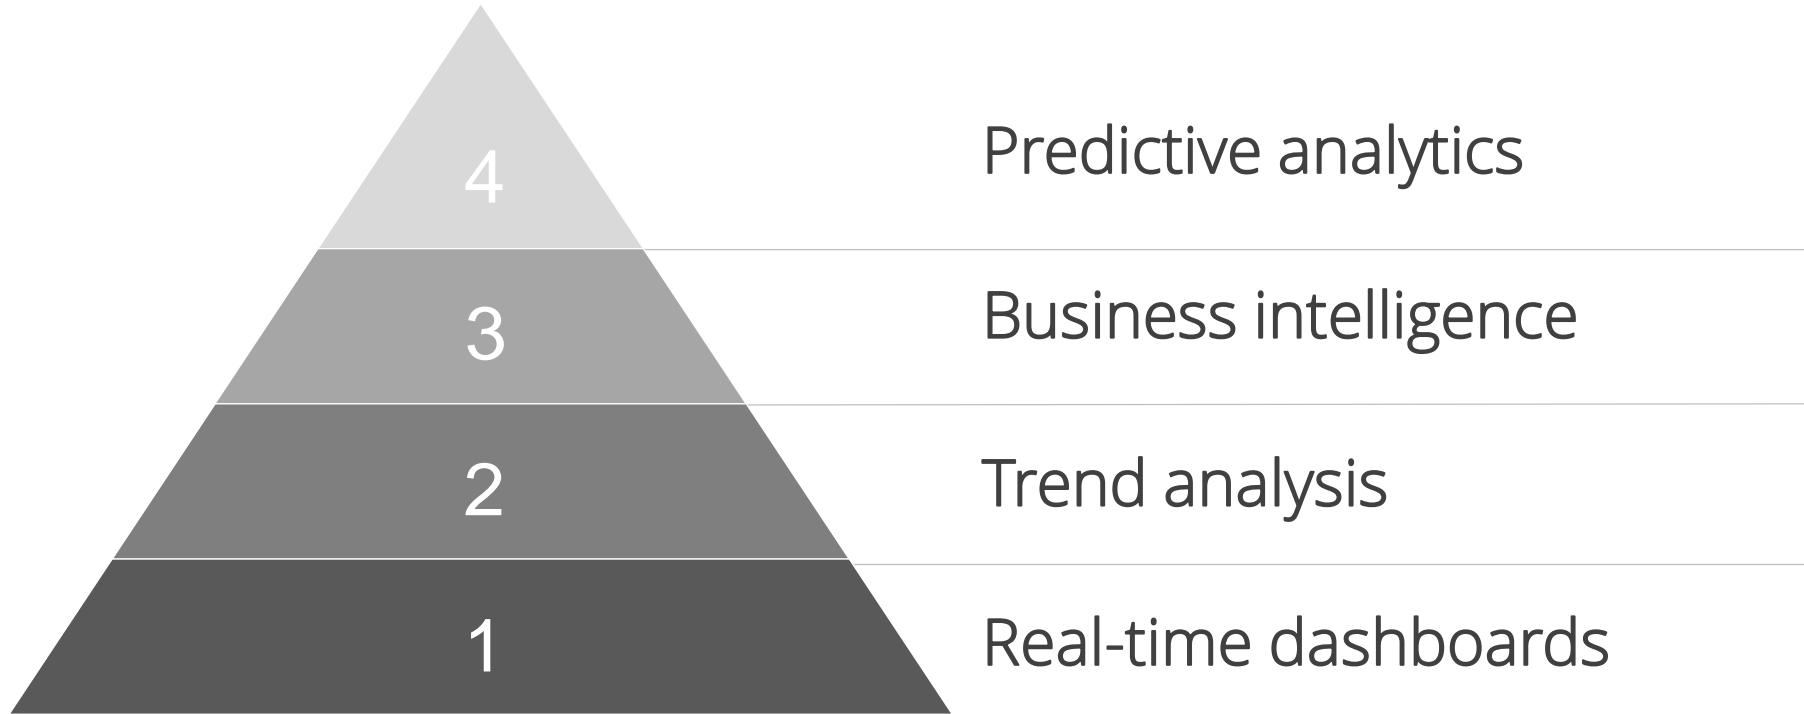 4
Predictive analytics
3
Business intelligence
2
Trend analysis
1
Real-time dashboards